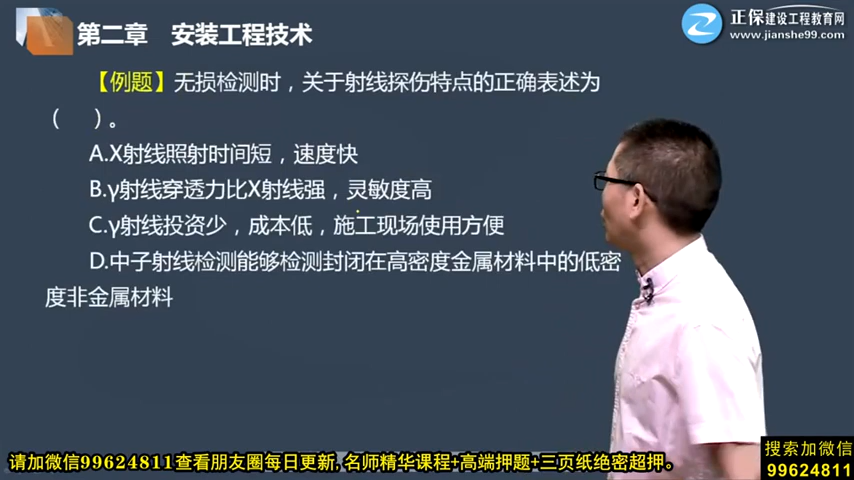 第二章 安装工程技术
正保建设工程教育网
www.jianshe99.com
【例题】无损检测时，关于射线探伤特点的正确表述为
（ ）。
A.X射线照射时间短，速度快
B.γ射线穿透力比X射线强，灵敏度高
C.γ射线投资少，成本低，施工现场使用方便
D.中子射线检测能够检测封闭在高密度金属材料中的低密
度非金属材料
请加微信99624811查看朋友圈每日更新,名师精华课程+高端押题+三页纸绝密超押。
搜索加微信
99624811